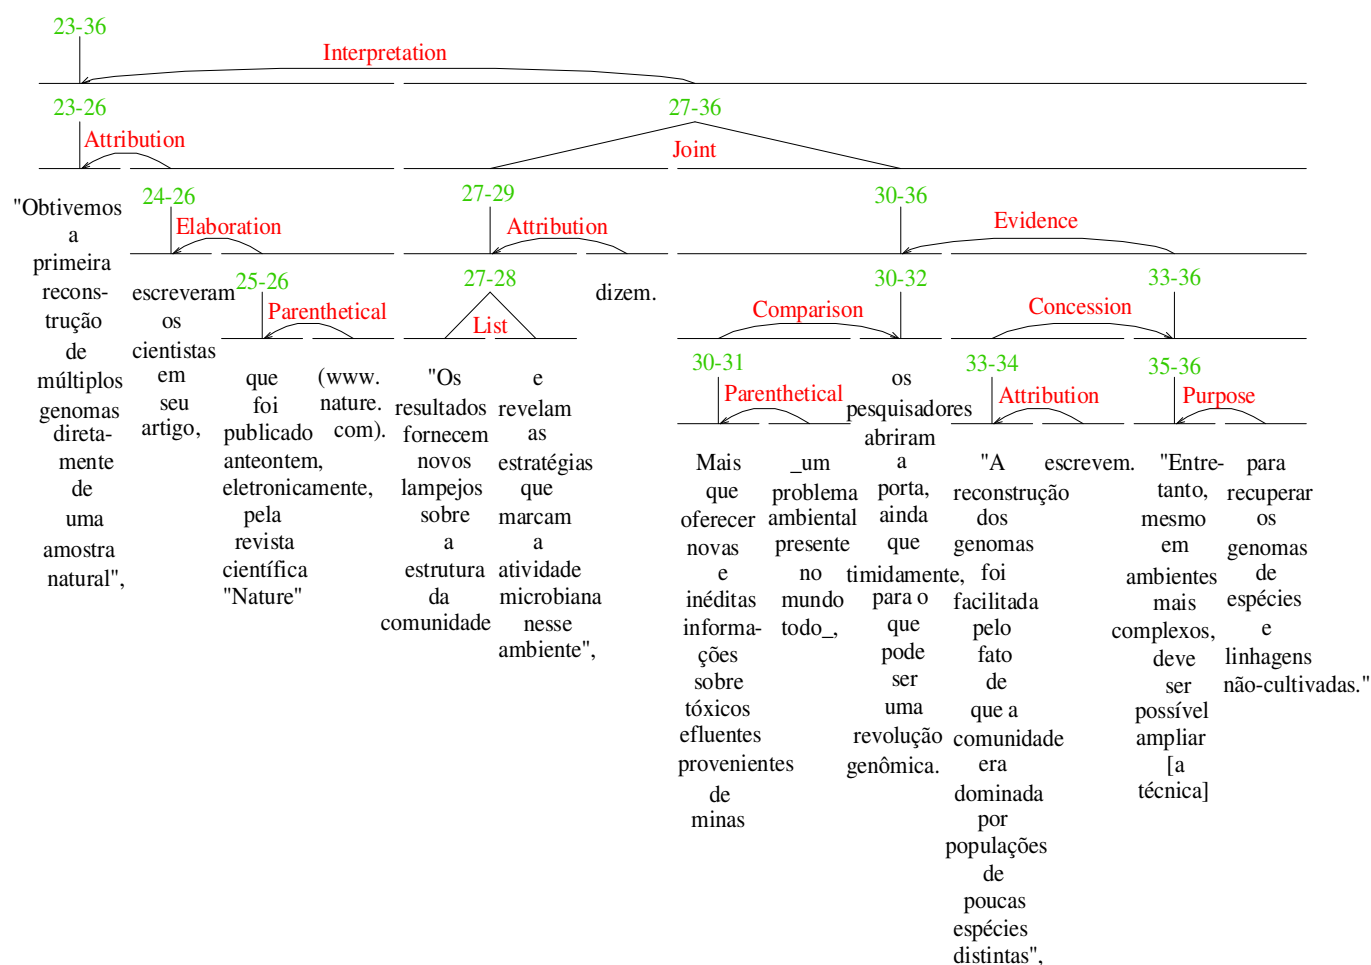 23-36
Interpretation
23-26
27-36
Attribution
Joint
"Obtivemos
a
primeira
recons-
trução
de
múltiplos
genomas
direta-
mente
de
uma
amostra
natural",
24-26
27-29
30-36
Elaboration
Attribution
Evidence
escreveram
os
cientistas
em
seu
artigo,
25-26
27-28
dizem.
30-32
33-36
Parenthetical
List
Comparison
Concession
que
foi
publicado
anteontem,
eletronicamente,
pela
revista
científica
"Nature"
(www.
nature.
com).
"Os
resultados
fornecem
novos
lampejos
sobre
a
estrutura
da
comunidade
e
revelam
as
estratégias
que
marcam
a
atividade
microbiana
nesse
ambiente",
30-31
os
pesquisadores
abriram
a
porta,
ainda
que
timidamente,
para o
que
pode
ser
uma
revolução
genômica.
33-34
35-36
Parenthetical
Attribution
Purpose
Mais
que
oferecer
novas
e
inéditas
informa-
ções
sobre
tóxicos
efluentes
provenientes
de
minas
_um
problema
ambiental
presente
no
mundo
todo_,
"A
reconstrução
dos
genomas
foi
facilitada
pelo
fato
de
que a
comunidade
era
dominada
por
populações
de
poucas
espécies
distintas",
escrevem.
"Entre-
tanto,
mesmo
em
ambientes
mais
complexos,
deve
ser
possível
ampliar
[a
técnica]
para
recuperar
os
genomas
de
espécies
e
linhagens
não-cultivadas."